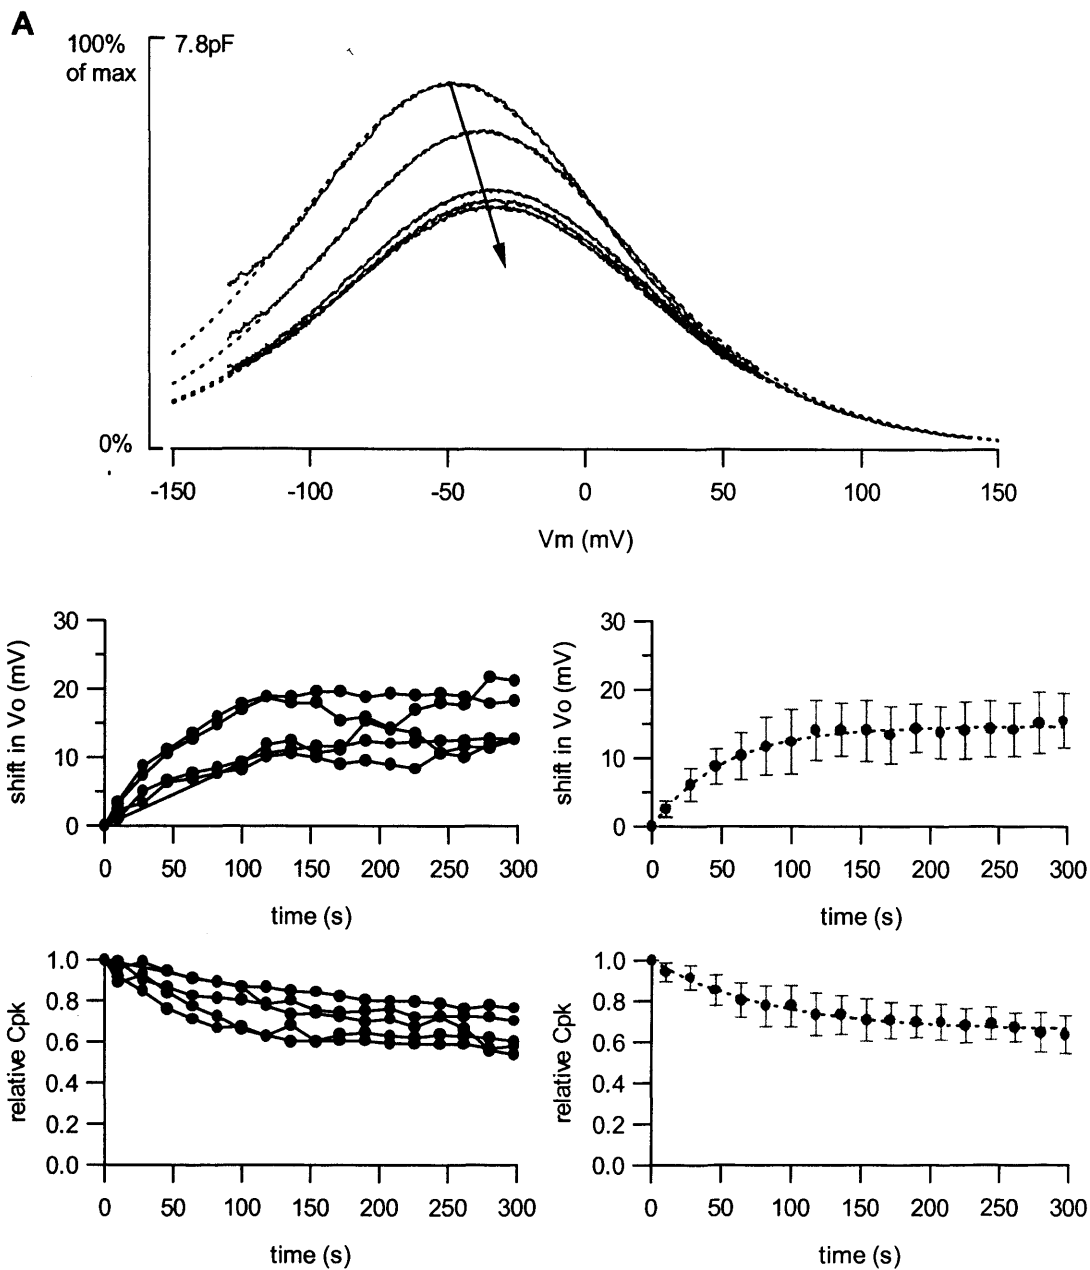 A
100%
of max
7.8pF
0%
-150 -100 -50 0 50 100 150
Vm (mV)
30
20
10
0
shift in Vo (mV)
0 50 100 150 200 250 300
time (s)
30
20
10
0
shift in Vo (mV)
0 50 100 150 200 250 300
time (s)
1.0
0.8
0.6
0.4
0.2
0.0
relative Cpk
0 50 100 150 200 250 300
time (s)
1.0
0.8
0.6
0.4
0.2
0.0
relative Cpk
0 50 100 150 200 250 300
time (s)